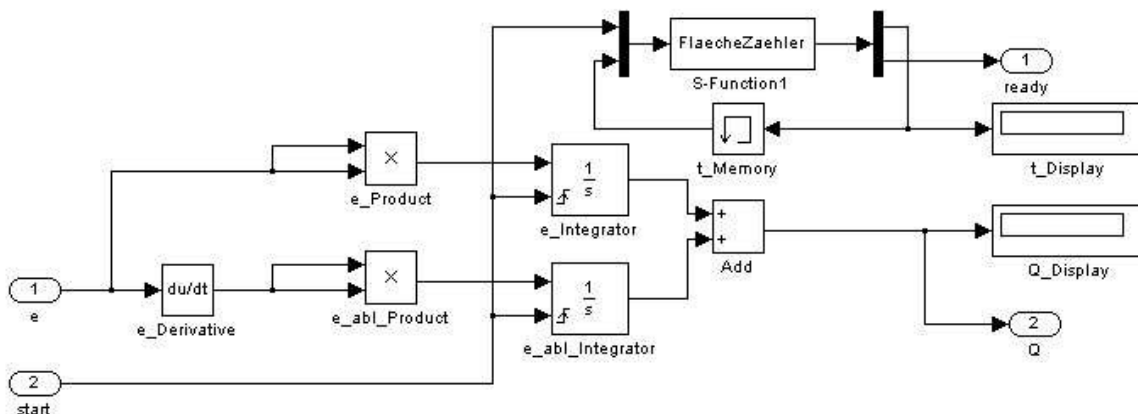 FlaecheZaehler
S-Function1
1
ready
t_Memory
t_Display
×
e_Product
1
s
e_Integrator
+
+
Add
Q_Display
1
e
du/dt
e_Derivative
×
e_abl_Product
1
s
e_abl_Integrator
2
Q
2
start